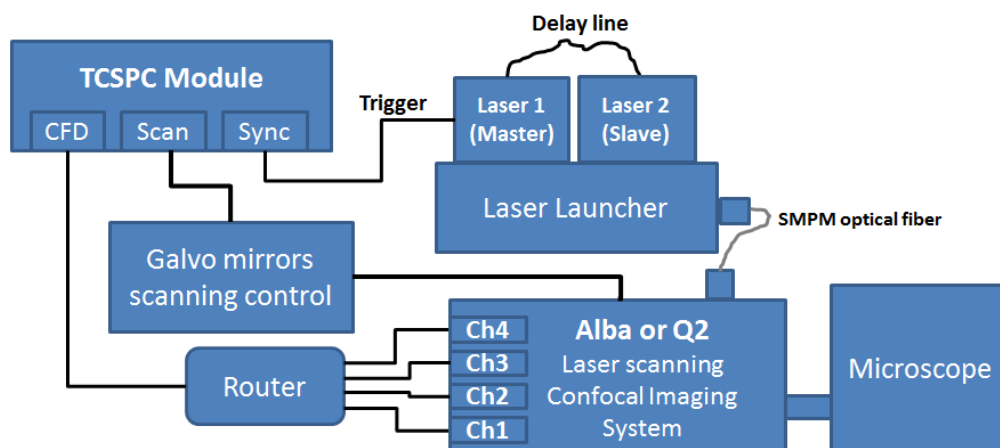 Delay line
TCSPC Module
CFD
Scan
Sync
Trigger
Laser 1
(Master)
Laser 2
(Slave)
Laser Launcher
SMPM optical fiber
Galvo mirrors
scanning control
Router
Ch4
Ch3
Ch2
Ch1
Alba or Q2
Laser scanning
Confocal Imaging
System
Microscope